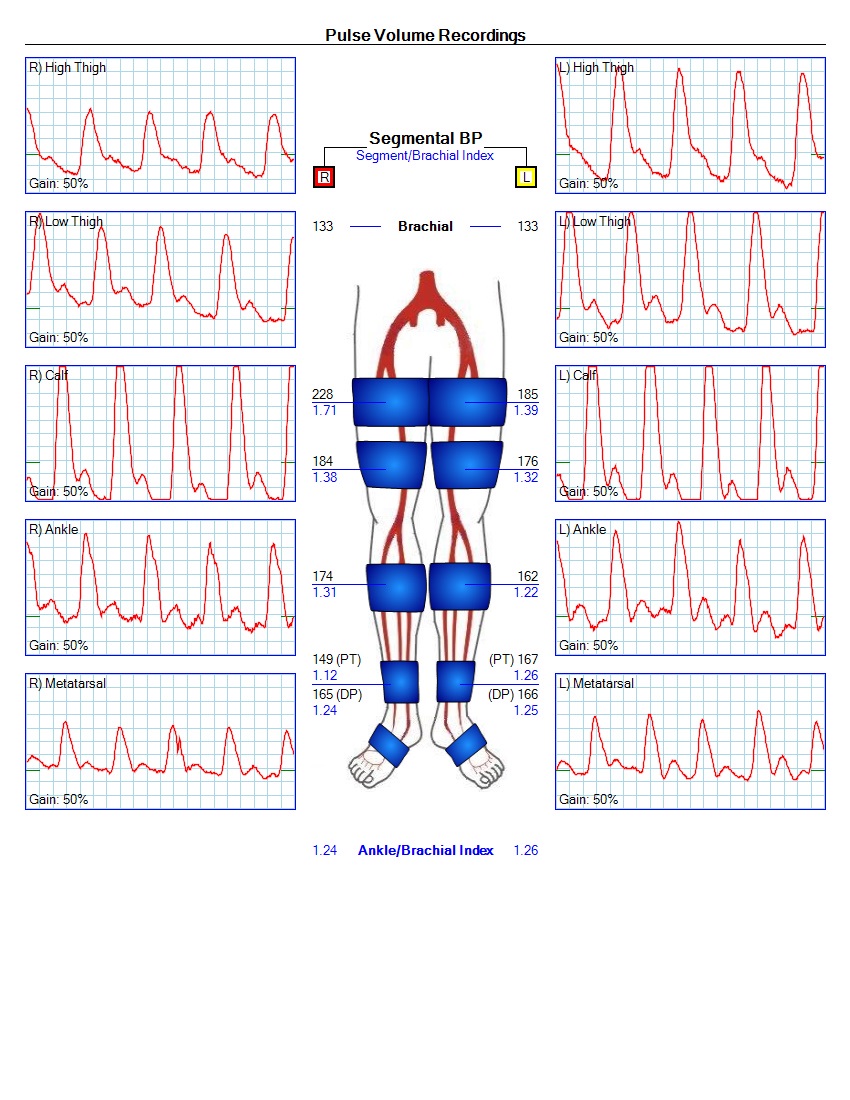 Pulse Volume Recordings
R) High Thigh
Gain: 50%
L) High Thigh
Gain: 50%
Segmental BP
Segment/Brachial Index
R
L
R) Low Thigh
Gain: 50%
133 Brachial 133
L) Low Thigh
Gain: 50%
R) Calf
Gain: 50%
228
1.71
185
1.39
184
1.38
176
1.32
L) Calf
Gain: 50%
R) Ankle
Gain: 50%
174
1.31
162
1.22
L) Ankle
Gain: 50%
149 (PT)
1.12
165 (DP)
1.24
(PT) 167
1.26
(DP) 166
1.25
R) Metatarsal
Gain: 50%
L) Metatarsal
Gain: 50%
1.24 Ankle/Brachial Index 1.26